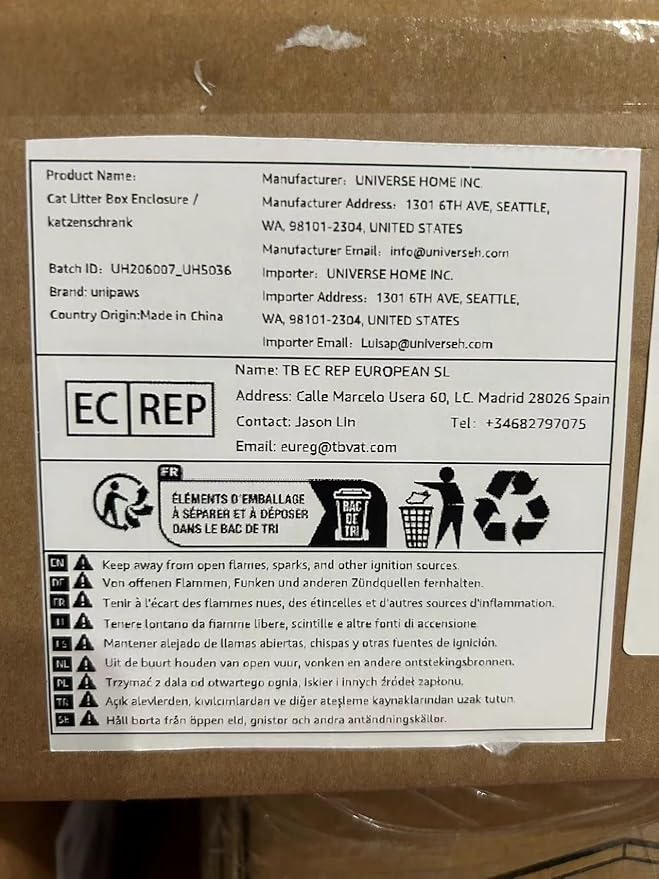 Product Name:
Cat Litter Box Enclosure /
katzenschrank
Batch ID: UH206007_UH5036
Brand: unipaws
Country Origin:Made in China
Manufacturer: UNIVERSE HOME INC.
Manufacturer Address: 1301 6TH AVE, SEATTLE,
WA, 98101-2304, UNITED STATES
Manufacturer Email: info@universeh.com
Importer: UNIVERSE HOME INC.
Importer Address: 1301 6TH AVE, SEATTLE,
WA, 98101-2304, UNITED STATES
Importer Email: Luisap@universeh.com
EC REP
Name: TB EC REP EUROPEAN SL
Address: Calle Marcelo Usera 60, LC. Madrid 28026 Spain
Contact: Jason Lin Tel: +34682797075
Email: eureg@tbvat.com
FR
ÉLÉMENTS D'EMBALLAGE
À SÉPARER ET À DÉPOSER
DANS LE BAC DE TRI
BAC
DE
TRI
EN Keep away from open flames, sparks, and other ignition sources.
DE Von offenen Flammen, Funken und anderen Zündquellen fernhalten.
FR Tenir à l'écart des flammes nues, des étincelles et d'autres sources d'inflammation.
IT Tenere lontano da fiamme libere, scintille e altre fonti di accensione
ES Mantener alejado de llamas abiertas, chispas y otras fuentes de ignición.
NL Uit de buurt houden van open vuur, vonken en andere ontstekingsbronnen.
PL Trzymać z dala od otwartego ognia, iskier i innych źródeł zapłonu.
TR Açık alevlerden, kıvılcımlardan ve diğer ateşleme kaynaklarından uzak tutun.
SE Håll borta från öppen eld, gnistor och andra antändningskällor.